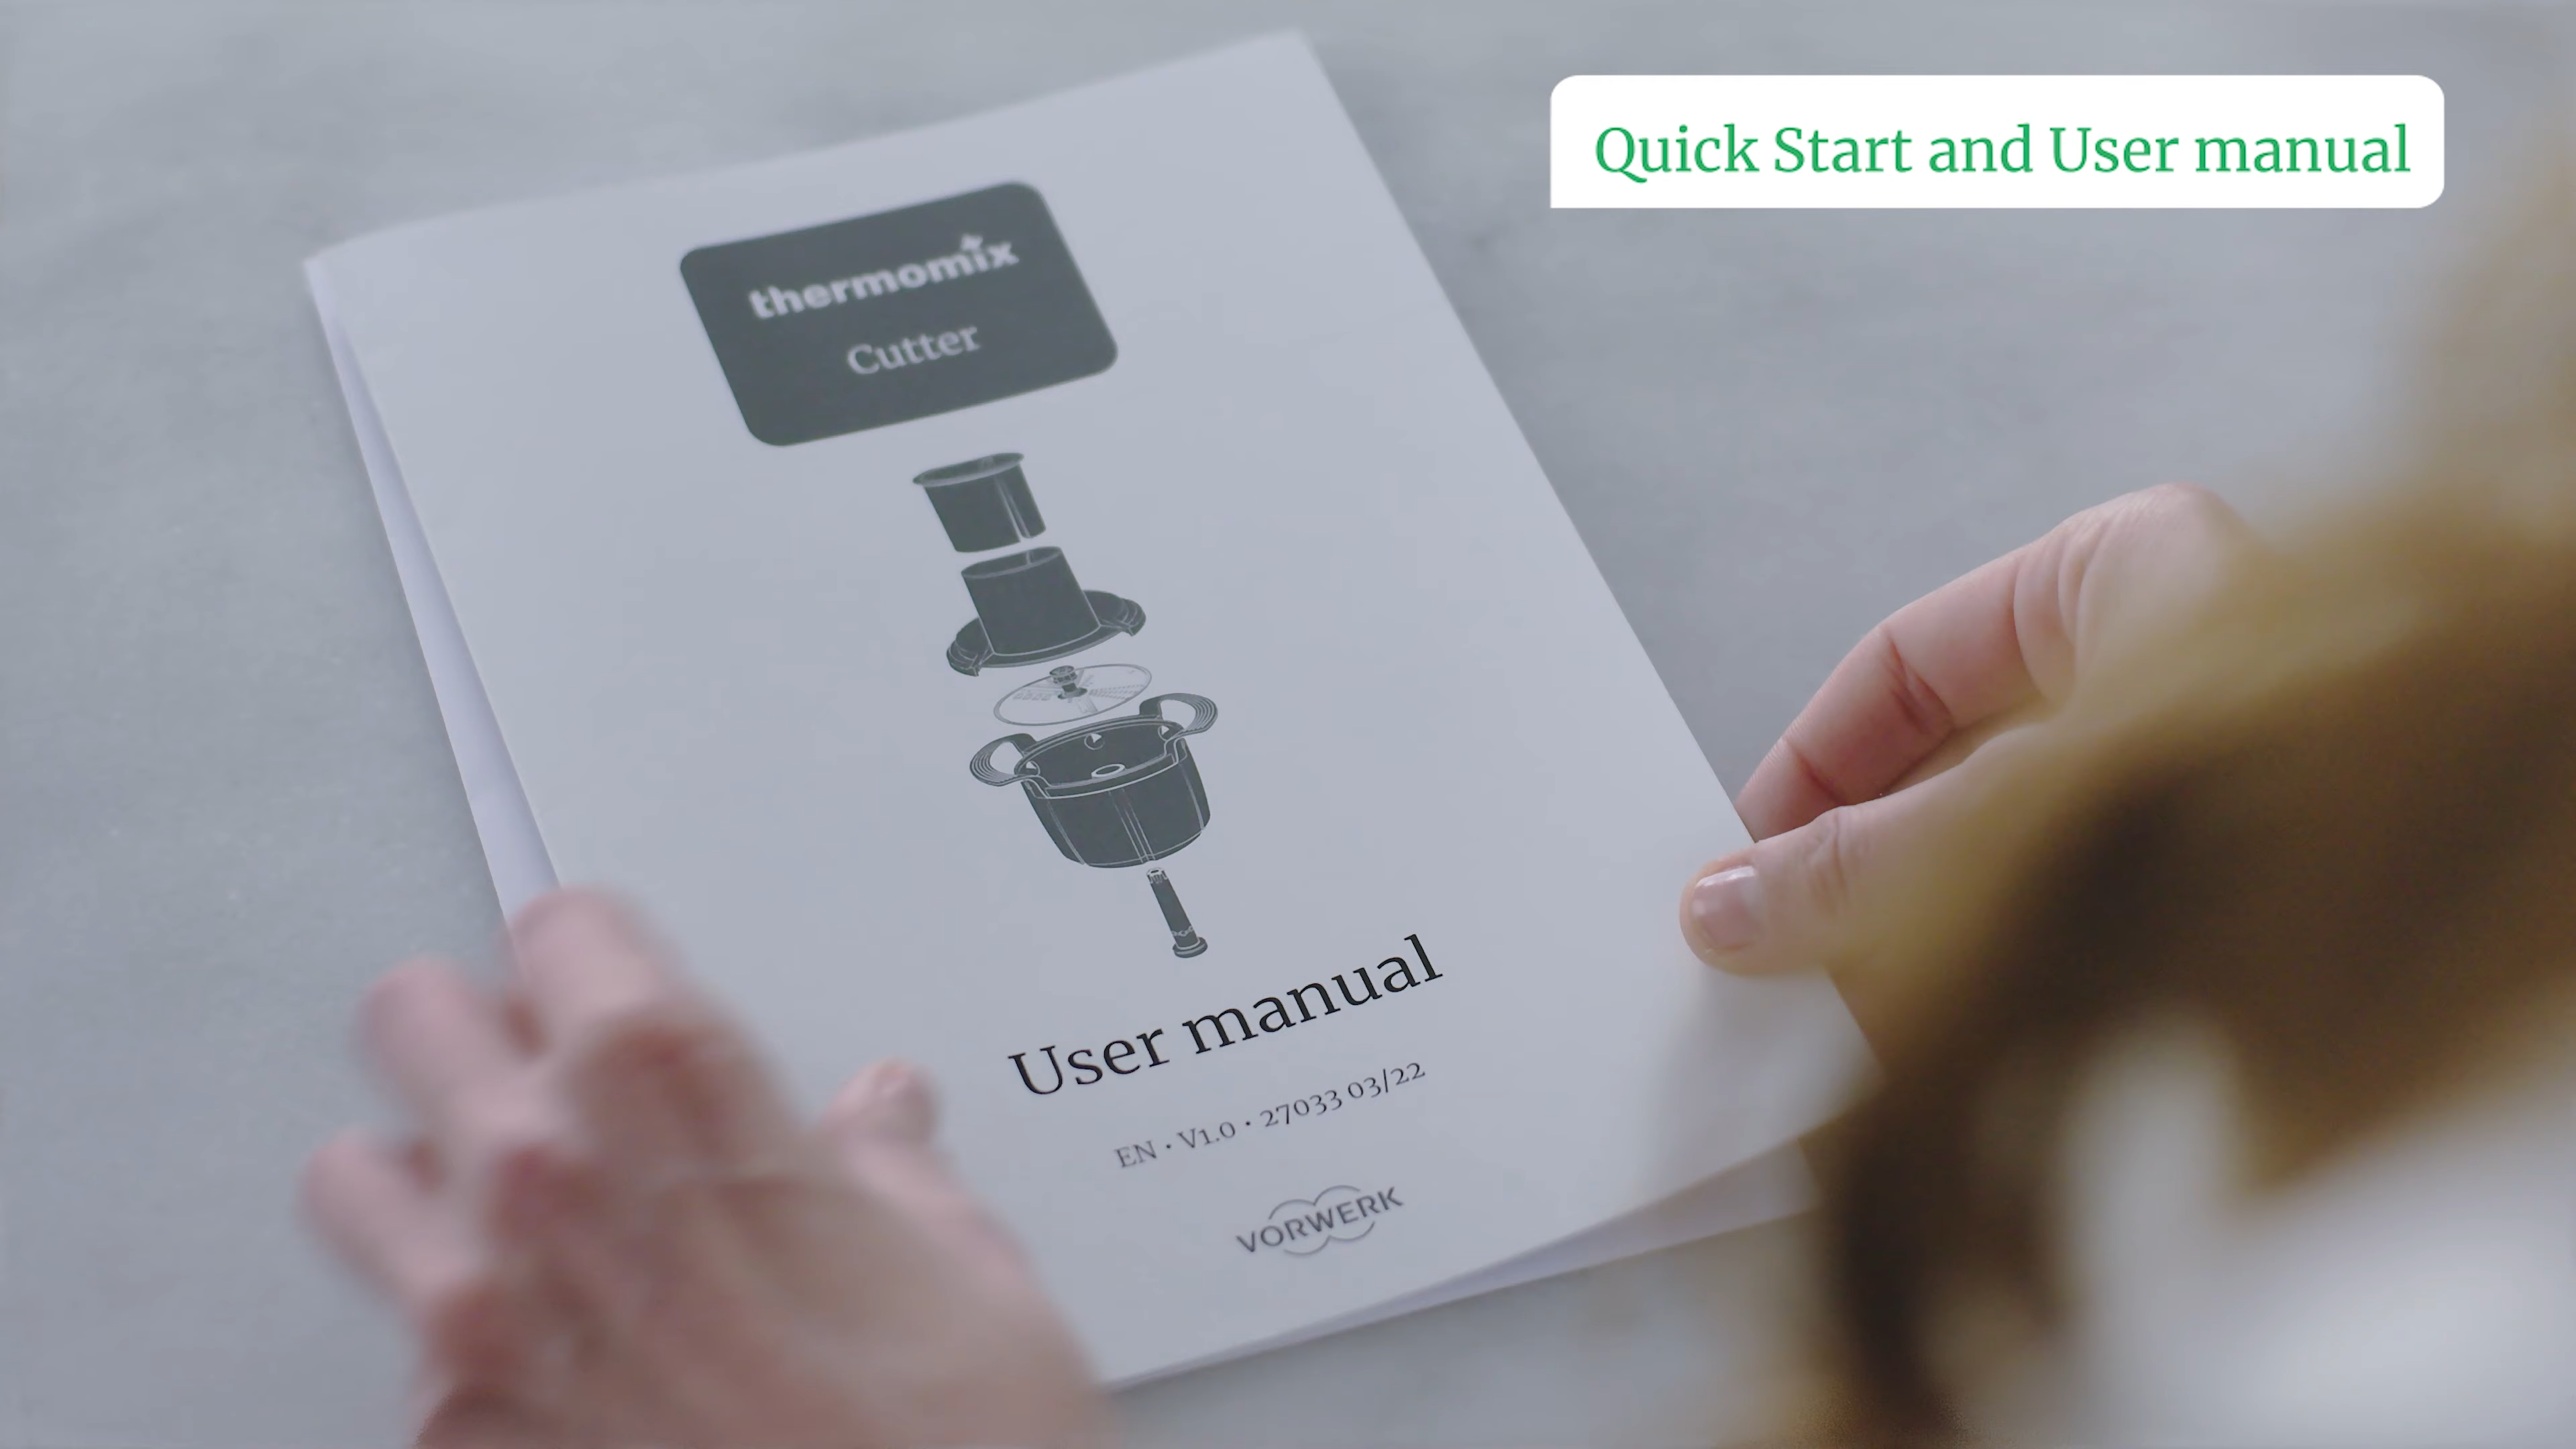 Quick Start and User manual
thermomix
Cutter
User manual
EN • V1.0 • 27033 03/22
VORWERK